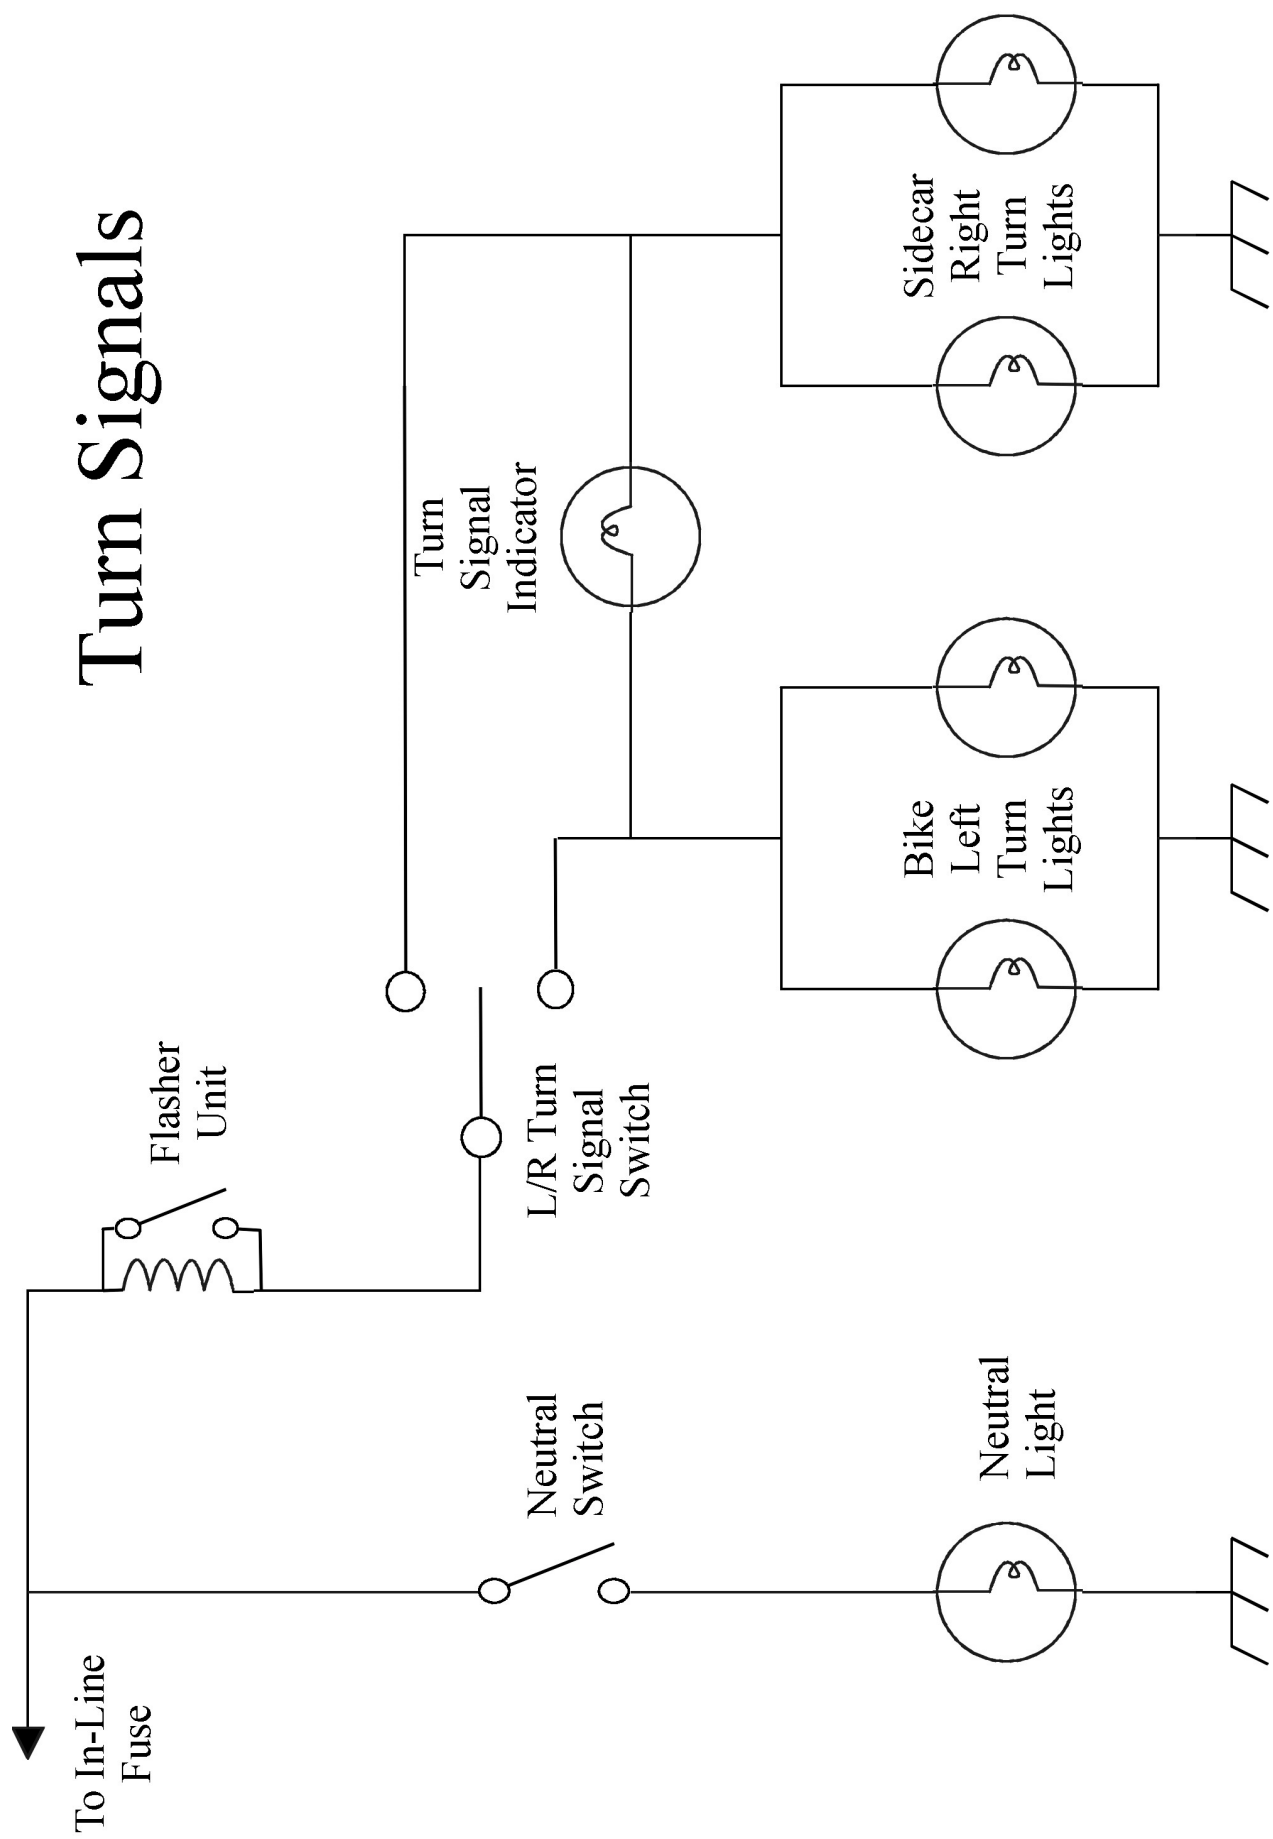 Turn Signals
To In-Line
Fuse
Neutral
Switch
Neutral
Light
Flasher
Unit
L/R Turn
Signal
Switch
Turn
Signal
Indicator
Bike
Left
Turn
Lights
Sidecar
Right
Turn
Lights